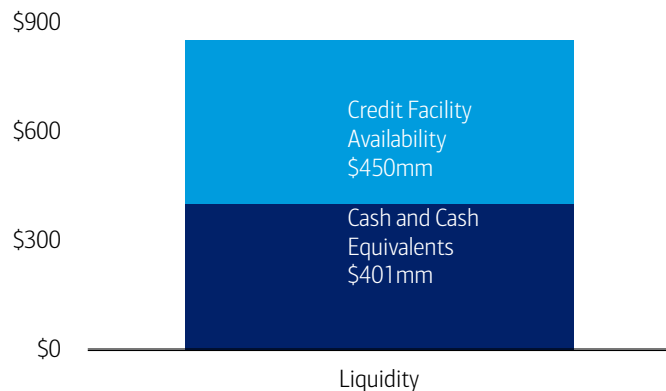 $900
$600
$300
$0
Credit Facility
Availability
$450mm
Cash and Cash
Equivalents
$401mm
Liquidity